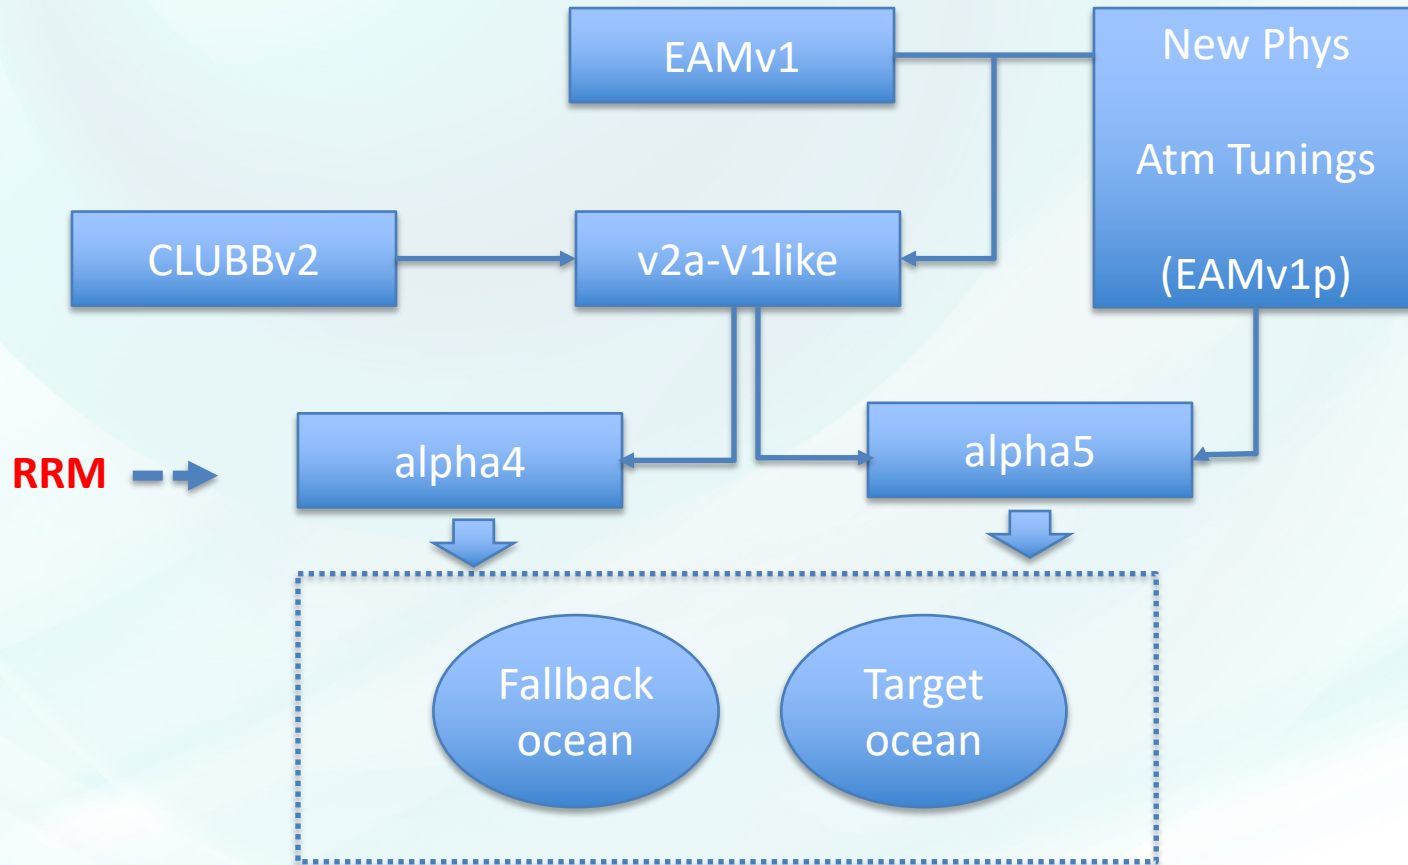 EAMv1
New Phys
Atm Tunings
(EAMv1p)
CLUBBv2
v2a-V1like
RRM
alpha4
alpha5
Fallback
ocean
Target
ocean